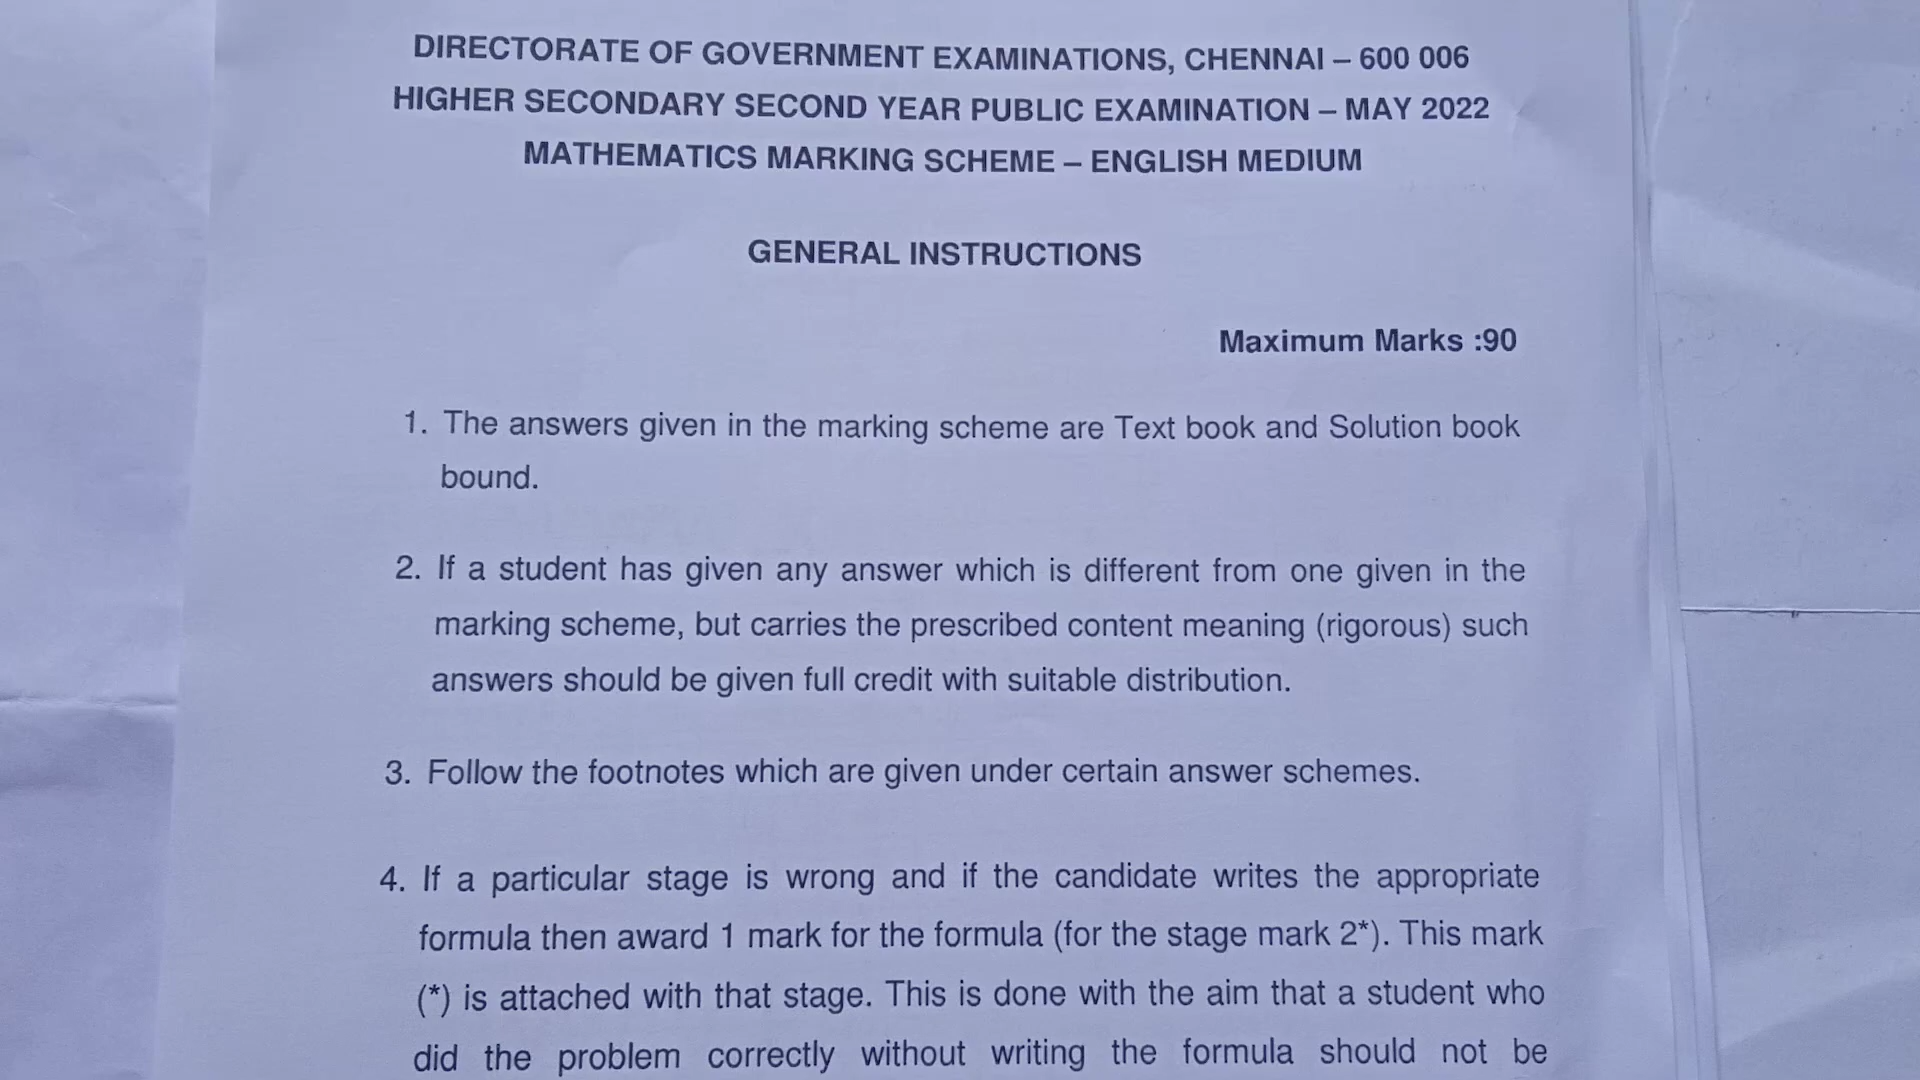 DIRECTORATE OF GOVERNMENT EXAMINATIONS, CHENNAI – 600 006
HIGHER SECONDARY SECOND YEAR PUBLIC EXAMINATION – MAY 2022
MATHEMATICS MARKING SCHEME – ENGLISH MEDIUM
GENERAL INSTRUCTIONS
Maximum Marks :90
1. The answers given in the marking scheme are Text book and Solution book
bound.
2. If a student has given any answer which is different from one given in the
marking scheme, but carries the prescribed content meaning (rigorous) such
answers should be given full credit with suitable distribution.
3. Follow the footnotes which are given under certain answer schemes.
4. If a particular stage is wrong and if the candidate writes the appropriate
formula then award 1 mark for the formula (for the stage mark 2*). This mark
(*) is attached with that stage. This is done with the aim that a student who
did the problem correctly without writing the formula should not be